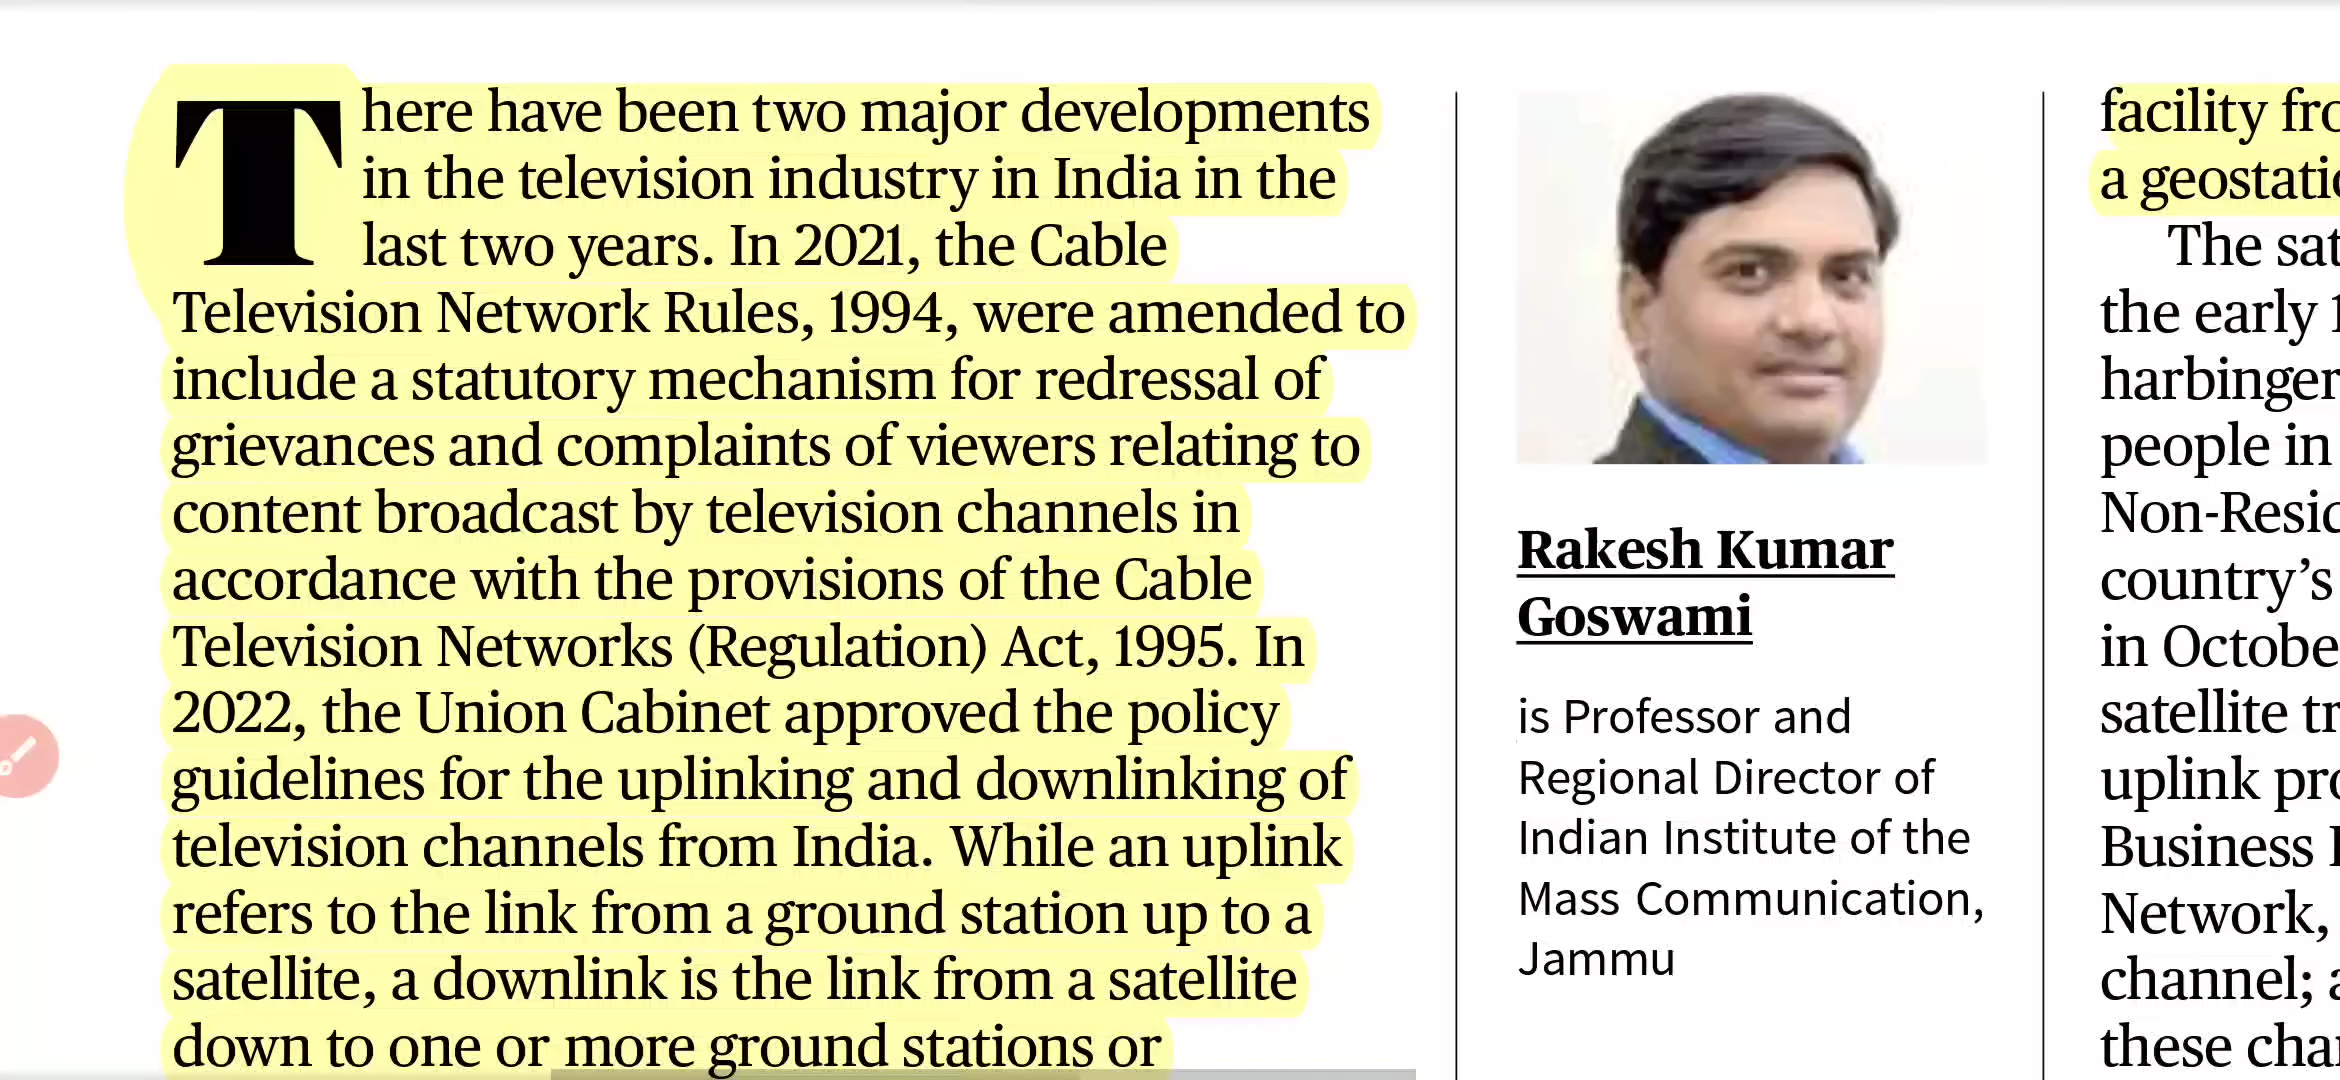 There have been two major developments
in the television industry in India in the
last two years. In 2021, the Cable
Television Network Rules, 1994, were amended to
include a statutory mechanism for redressal of
grievances and complaints of viewers relating to
content broadcast by television channels in
accordance with the provisions of the Cable
Television Networks (Regulation) Act, 1995. In
2022, the Union Cabinet approved the policy
guidelines for the uplinking and downlinking of
television channels from India. While an uplink
refers to the link from a ground station up to a
satellite, a downlink is the link from a satellite
down to one or more ground stations or
Rakesh Kumar
Goswami
is Professor and
Regional Director of
Indian Institute of the
Mass Communication,
Jammu
facility
a
The
the early
harbinger
people in
country's
in
satellite
uplink
Business
Network,
channel;
these